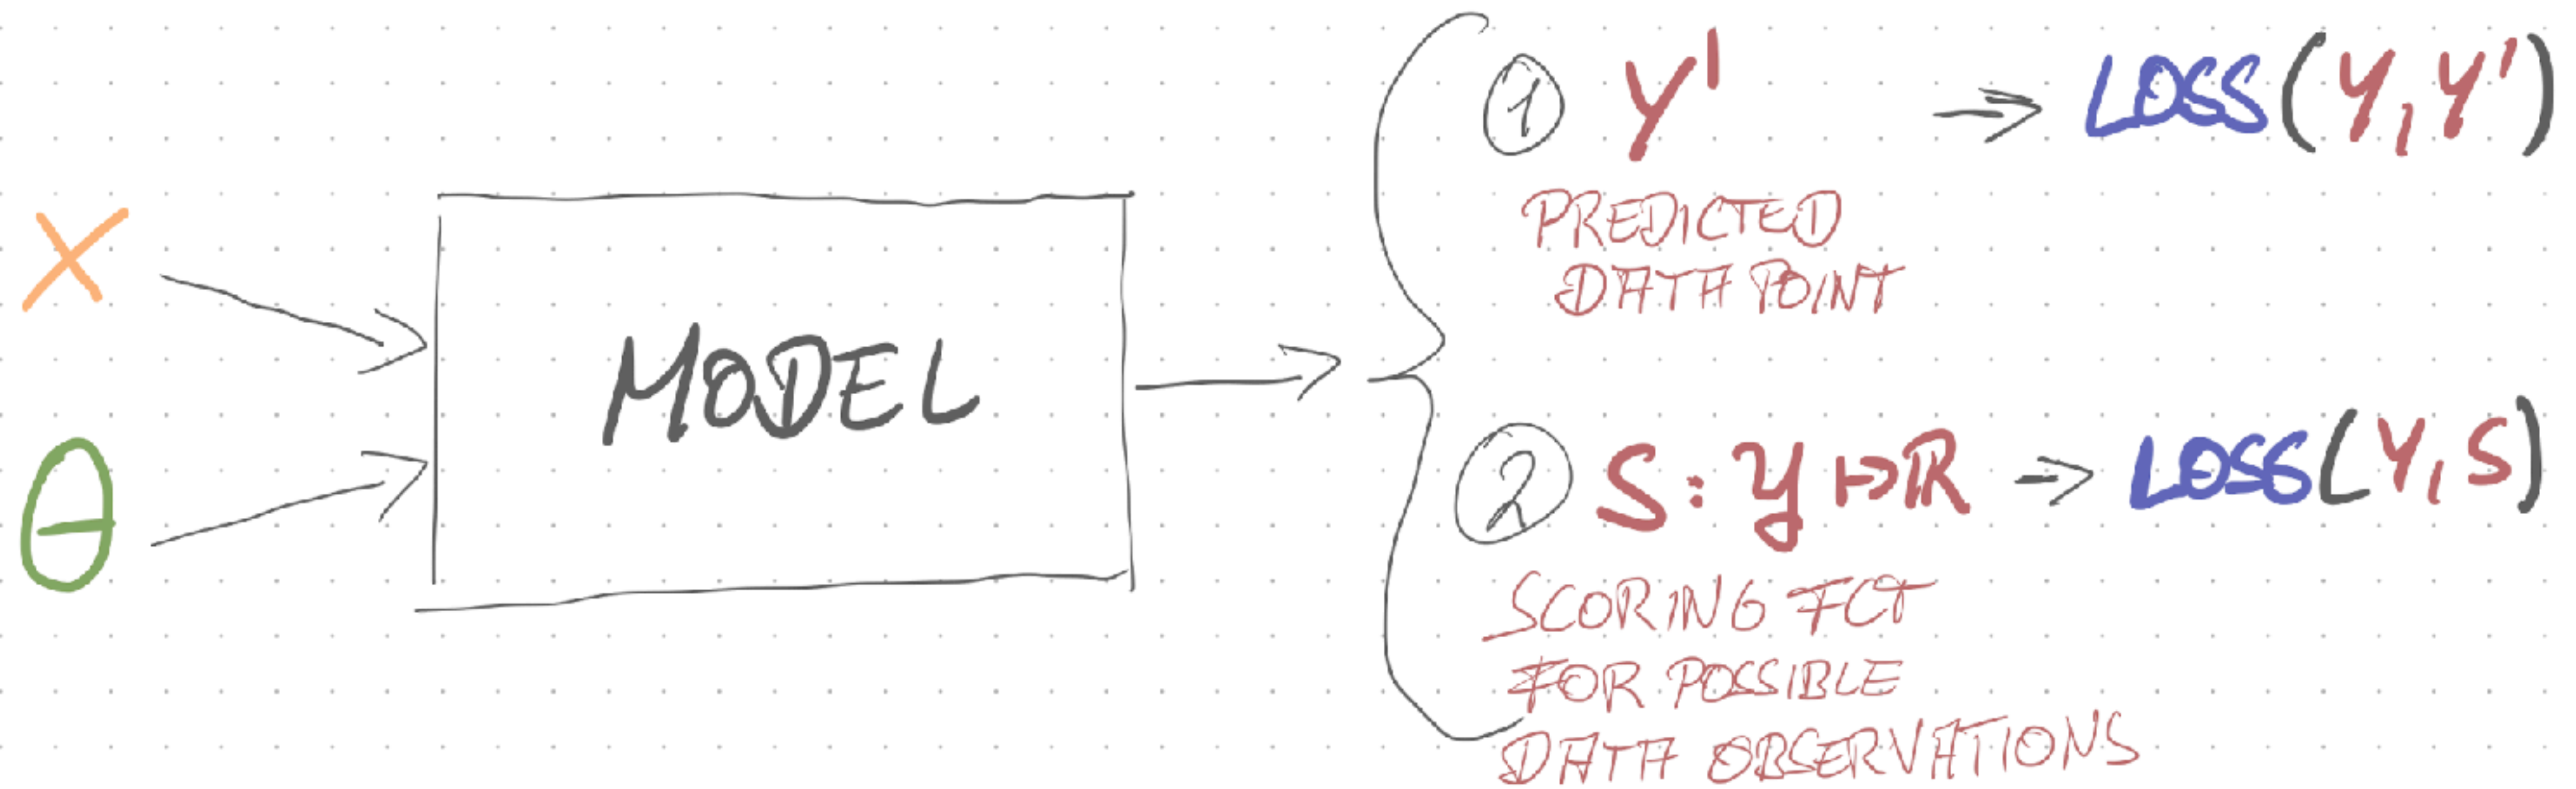 ① Y' → LOSS(Y, Y')
PREDICTED
DATA POINT
X
θ
MODEL
② S: 𝒴 ↦ ℝ → LOSS(Y, S)
SCORING FCT
FOR POSSIBLE
DATA OBSERVATIONS